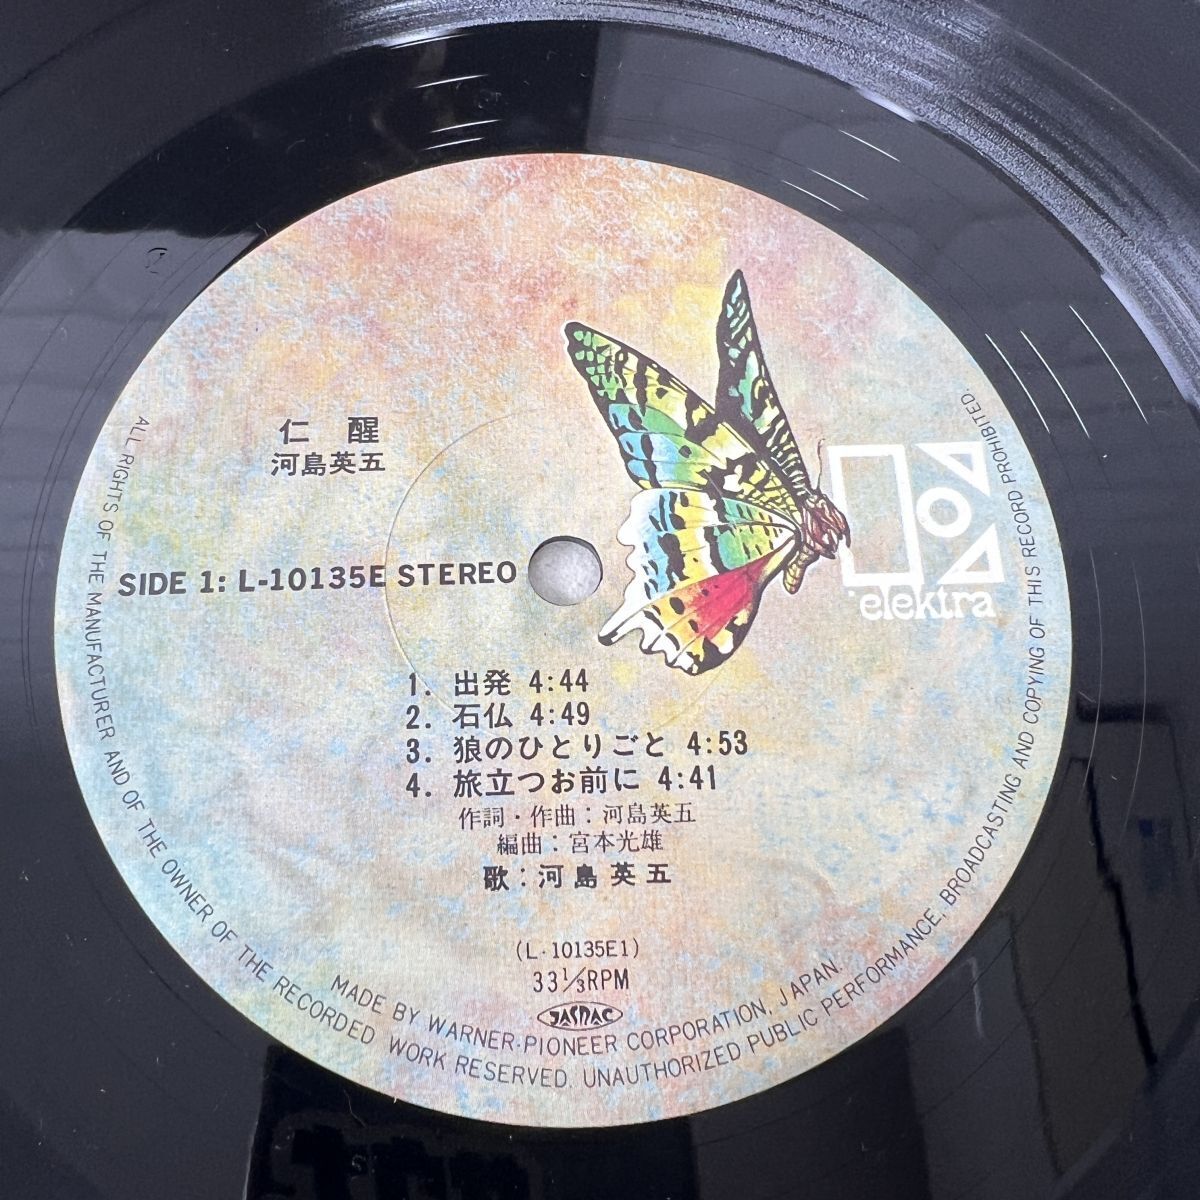 仁 醒
河島英五
SIDE 1: L-10135E STEREO
elektra
1. 出発 4:44
2. 石仏 4:49
3. 狼のひとりごと 4:53
4. 旅立つお前に 4:41
作詞・作曲：河島英五
編曲：宮本光雄
歌：河島英五
(L-10135E1)
33⅓RPM
JASRAC
MADE BY WARNER-PIONEER CORPORATION, JAPAN.
ALL RIGHTS OF THE MANUFACTURER AND OF THE OWNER OF THE RECORDED WORK RESERVED. UNAUTHORIZED PUBLIC PERFORMANCE, BROADCASTING AND COPYING OF THIS RECORD PROHIBITED.